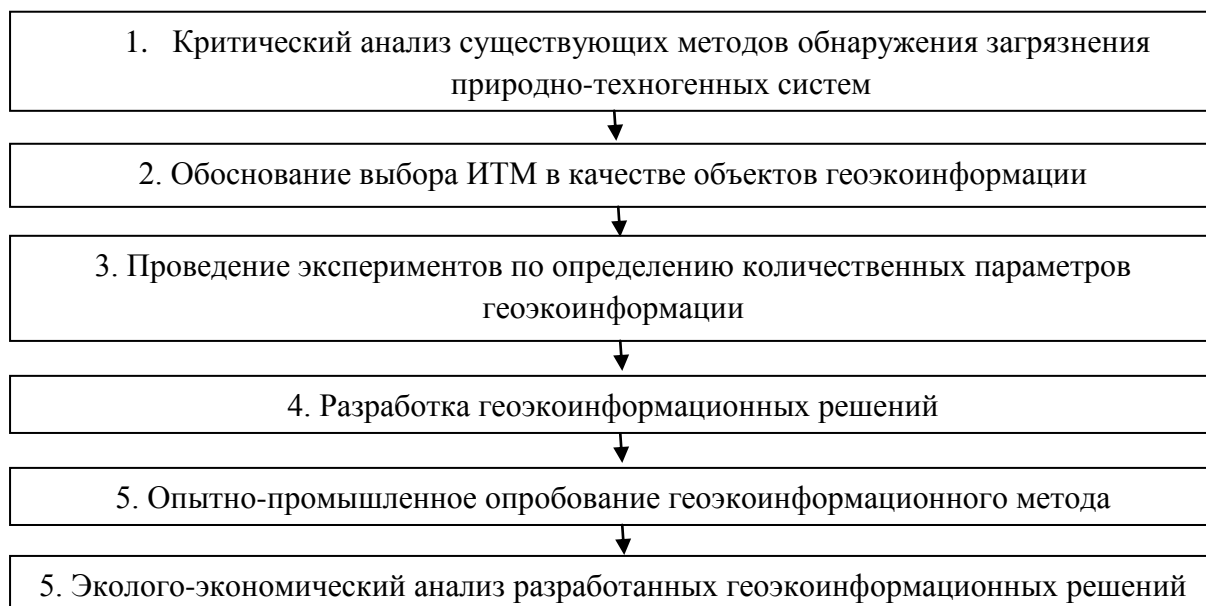 1. Критический анализ существующих методов обнаружения загрязнения
природно-техногенных систем
2. Обоснование выбора ИТМ в качестве объектов геоэкоинформации
3. Проведение экспериментов по определению количественных параметров
геоэкоинформации
4. Разработка геоэкоинформационных решений
5. Опытно-промышленное опробование геоэкоинформационного метода
5. Эколого-экономический анализ разработанных геоэкоинформационных решений